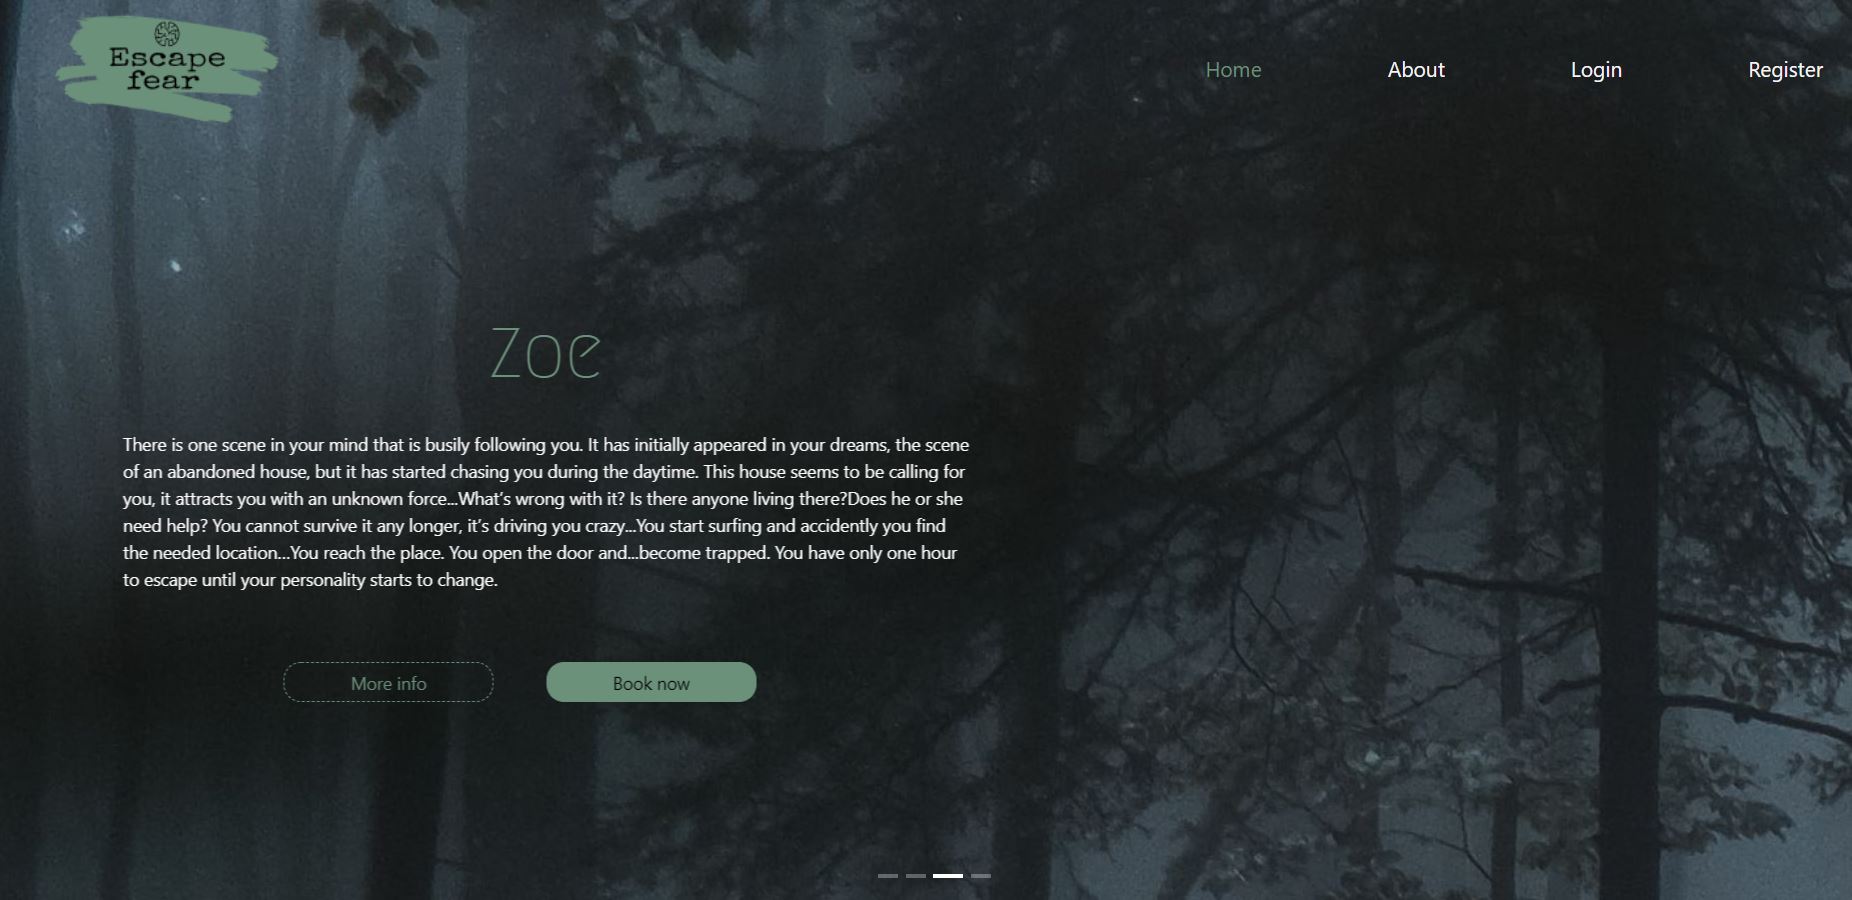 Escape
fear
Home
About
Login
Register
Zoe
There is one scene in your mind that is busily following you. It has initially appeared in your dreams, the scene
of an abandoned house, but it has started chasing you during the daytime. This house seems to be calling for
you, it attracts you with an unknown force...What's wrong with it? Is there anyone living there?Does he or she
need help? You cannot survive it any longer, it's driving you crazy...You start surfing and accidently you find
the needed location...You reach the place. You open the door and...become trapped. You have only one hour
to escape until your personality starts to change.
More info
Book now